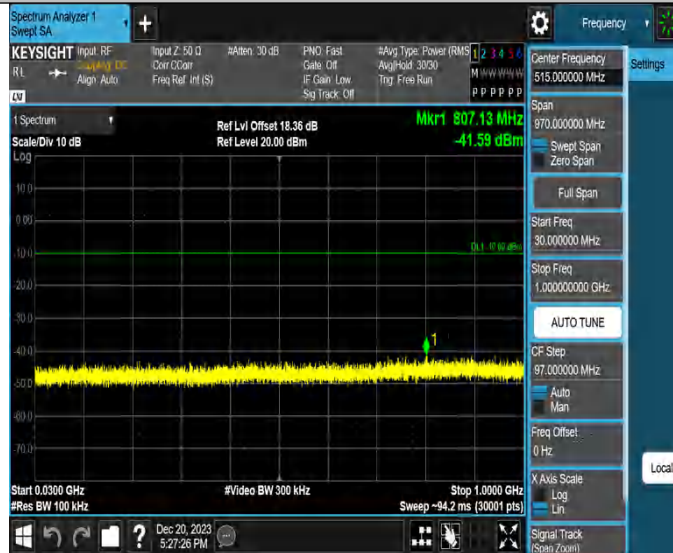 Spectrum Analyzer 1
Swept SA
+
Frequency
KEYSIGHT
Input: RF
Input Z: 50 Ω
#Atten: 30 dB
PNO: Fast
#Avg Type: Power (RMS
1 2 3 4 5 6
RL
Coupling: DC
Corr CCorr
Gate: Off
Avg|Hold: 30/30
M W W W W W
Align: Auto
Freq Ref: Int (S)
IF Gain: Low
Trig: Free Run
Sig Track: Off
P P P P P P
LXI
1 Spectrum
Ref Lvl Offset 18.36 dB
Mkr1 807.13 MHz
Scale/Div 10 dB
Ref Level 20.00 dBm
-41.59 dBm
Log
10.0
0.00
-10.0
-20.0
-30.0
-40.0
-50.0
-60.0
-70.0
1
Start 0.0300 GHz
#Video BW 300 kHz
Stop 1.0000 GHz
#Res BW 100 kHz
Sweep ~94.2 ms (30001 pts)
Dec 20, 2023
5:27:26 PM
?
Center Frequency
515.000000 MHz
Settings
Span
970.000000 MHz
Swept Span
Zero Span
Full Span
Start Freq
30.000000 MHz
Stop Freq
1.000000000 GHz
AUTO TUNE
CF Step
97.000000 MHz
Auto
Man
Freq Offset
0 Hz
X Axis Scale
Log
Lin
Local
Signal Track
(Span Zoom)